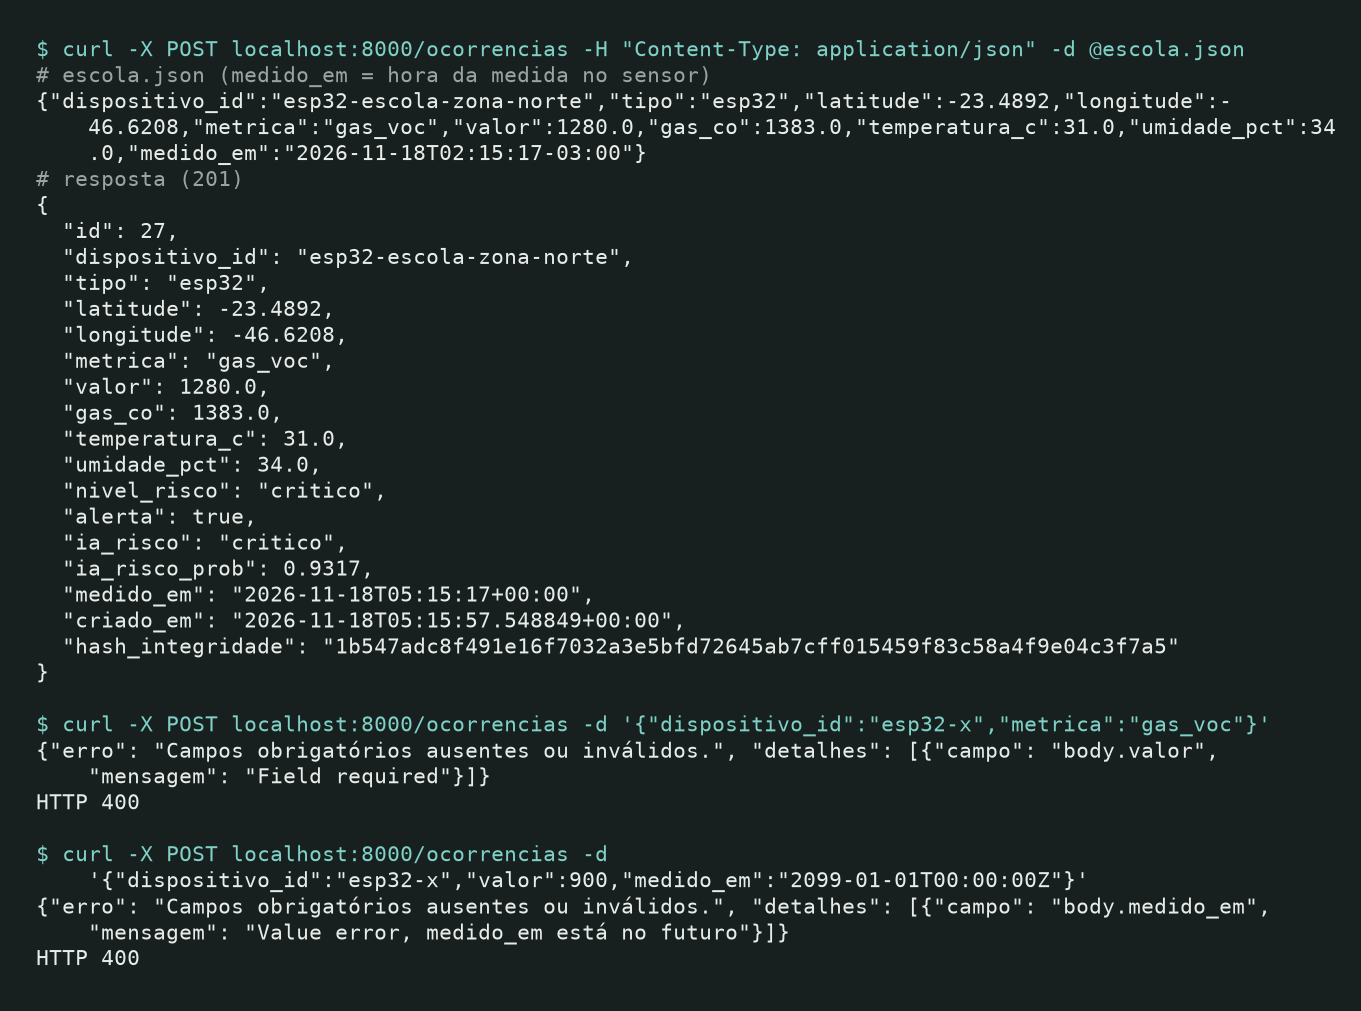 $ curl -X POST localhost:8000/ocorrencias -H "Content-Type: application/json" -d @escola.json
# escola.json (medido_em = hora da medida no sensor)
{"dispositivo_id":"esp32-escola-zona-norte","tipo":"esp32","latitude":-23.4892,"longitude":-
46.6208,"metrica":"gas_voc","valor":1280.0,"gas_co":1383.0,"temperatura_c":31.0,"umidade_pct":34
.0,"medido_em":"2026-11-18T02:15:17-03:00"}
# resposta (201)
{
"id": 27,
"dispositivo_id": "esp32-escola-zona-norte",
"tipo": "esp32",
"latitude": -23.4892,
"longitude": -46.6208,
"metrica": "gas_voc",
"valor": 1280.0,
"gas_co": 1383.0,
"temperatura_c": 31.0,
"umidade_pct": 34.0,
"nivel_risco": "critico",
"alerta": true,
"ia_risco": "critico",
"ia_risco_prob": 0.9317,
"medido_em": "2026-11-18T05:15:17+00:00",
"criado_em": "2026-11-18T05:15:57.548849+00:00",
"hash_integridade": "1b547adc8f491e16f7032a3e5bfd72645ab7cff015459f83c58a4f9e04c3f7a5"
}
$ curl -X POST localhost:8000/ocorrencias -d '{"dispositivo_id":"esp32-x","metrica":"gas_voc"}'
{"erro": "Campos obrigatórios ausentes ou inválidos.", "detalhes": [{"campo": "body.valor",
"mensagem": "Field required"}]}
HTTP 400
$ curl -X POST localhost:8000/ocorrencias -d
'{"dispositivo_id":"esp32-x","valor":900,"medido_em":"2099-01-01T00:00:00Z"}'
{"erro": "Campos obrigatórios ausentes ou inválidos.", "detalhes": [{"campo": "body.medido_em",
"mensagem": "Value error, medido_em está no futuro"}]}
HTTP 400